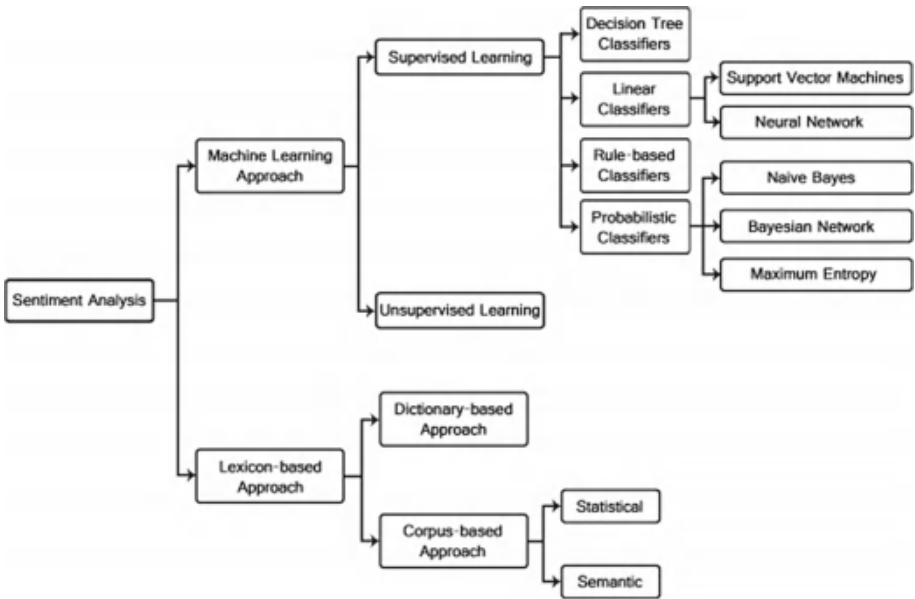 Decision Tree
Classifiers
Supervised Learning
Linear
Classifiers
Support Vector Machines
Neural Network
Machine Learning
Approach
Rule-based
Classifiers
Naive Bayes
Probabilistic
Classifiers
Bayesian Network
Maximum Entropy
Sentiment Analysis
Unsupervised Learning
Dictionary-based
Approach
Lexicon-based
Approach
Statistical
Corpus-based
Approach
Semantic